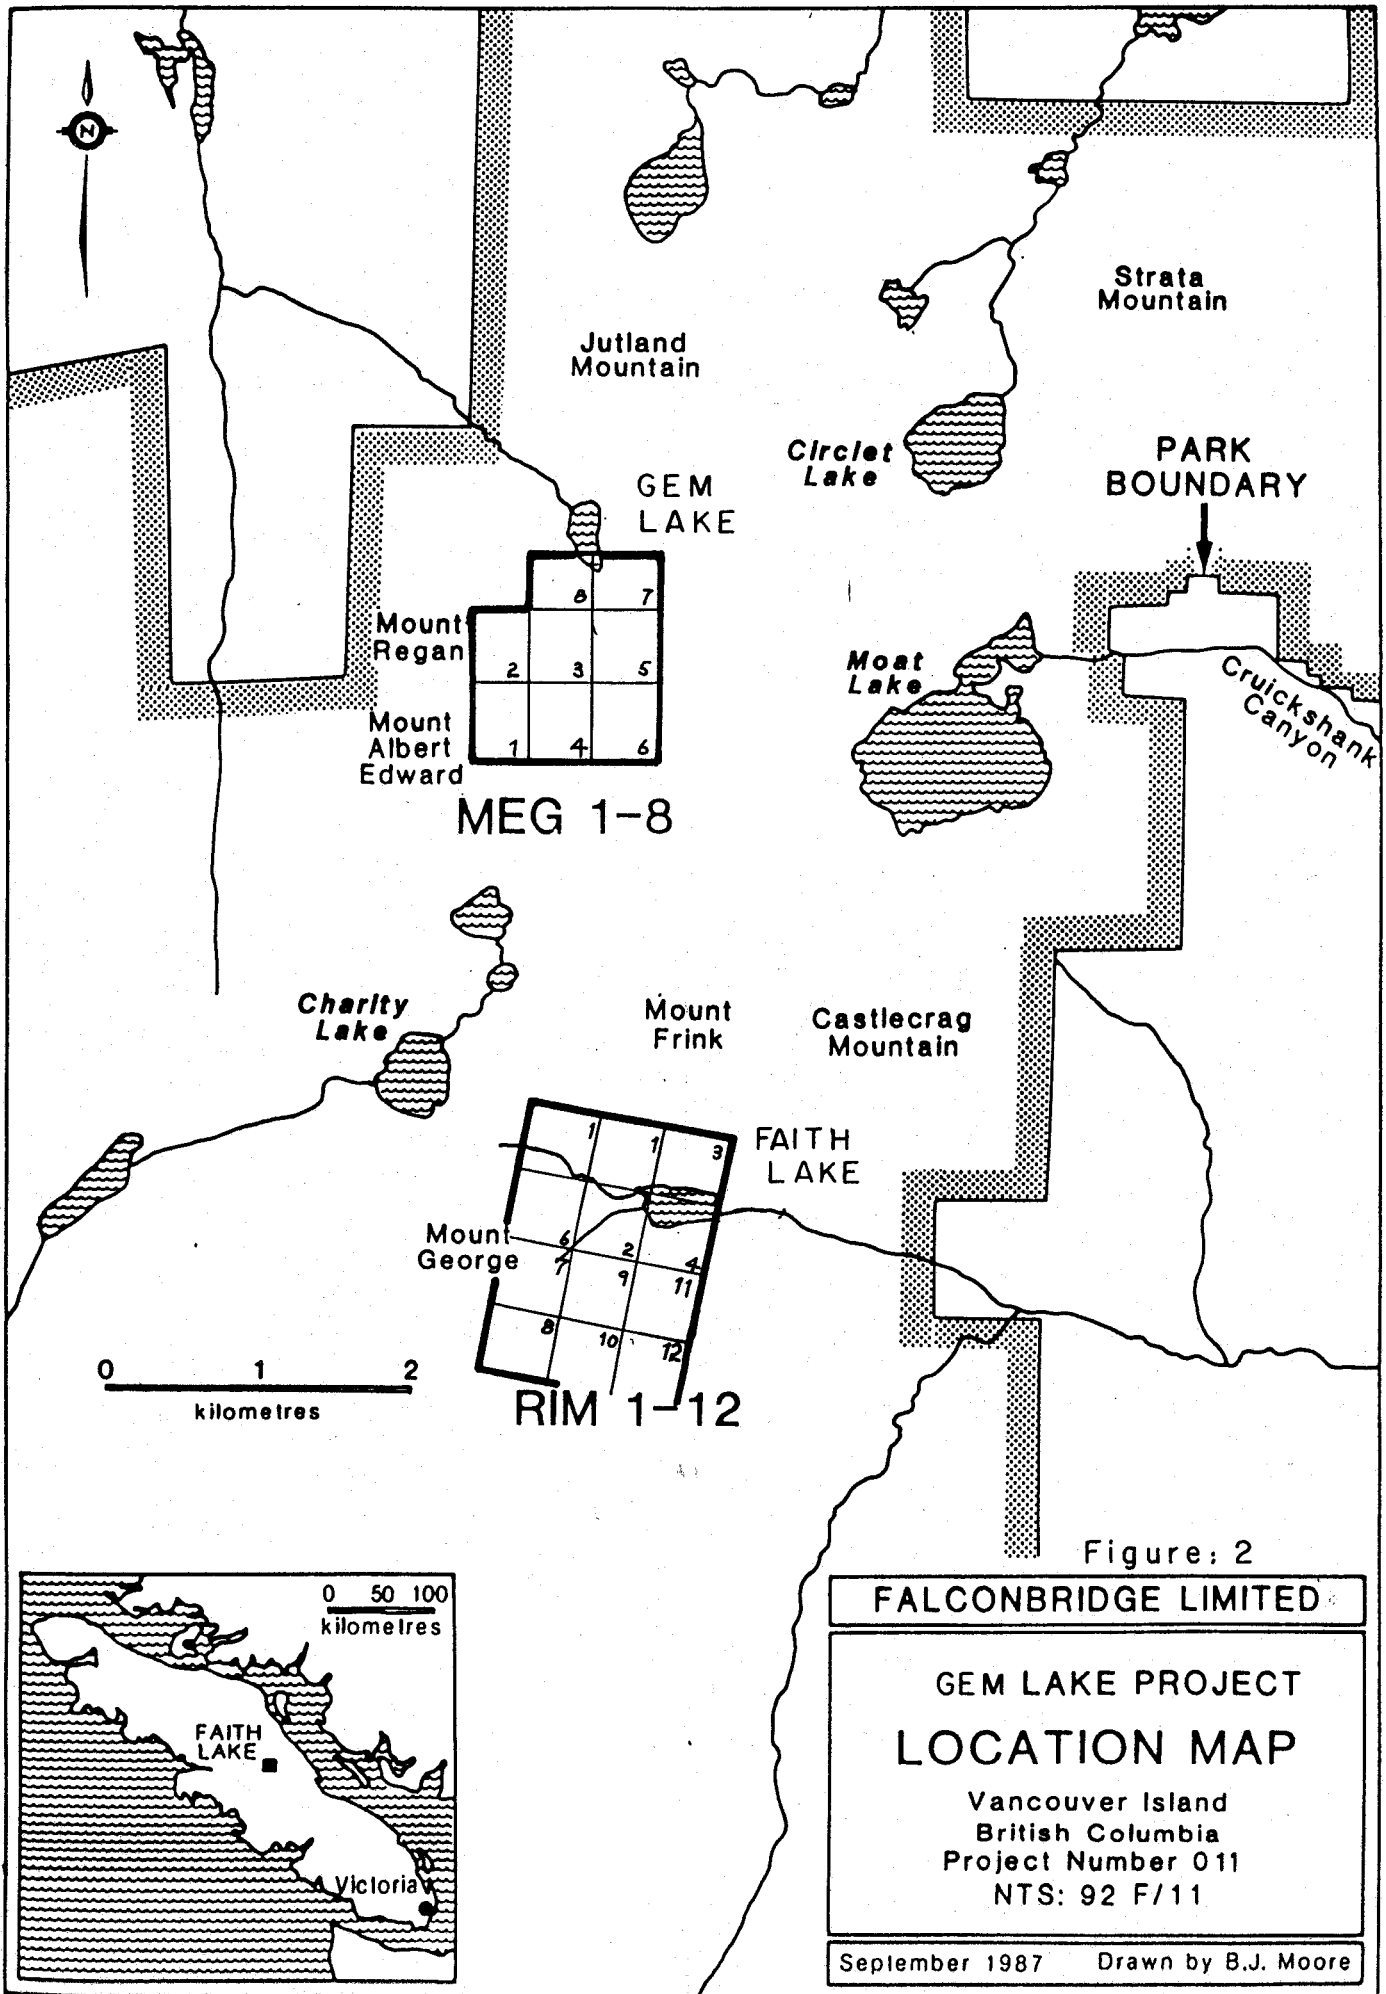 N
Strata
Mountain
Jutland
Mountain
Circlet
Lake
PARK
BOUNDARY
GEM
LAKE
8
7
Mount
Regan
2
3
5
Moat
Lake
Cruickshank
Canyon
Mount
Albert
Edward
1
4
6
MEG 1-8
Charity
Lake
Mount
Frink
Castlecrag
Mountain
1
1
3
FAITH
LAKE
Mount
George
6
2
4
7
9
11
8
10
12
0 1 2
kilometres
RIM 1-12
Figure: 2
FALCONBRIDGE LIMITED
GEM LAKE PROJECT
LOCATION MAP
Vancouver Island
British Columbia
Project Number 011
NTS: 92 F/11
September 1987 Drawn by B.J. Moore
0 50 100
kilometres
FAITH
LAKE
Victoria